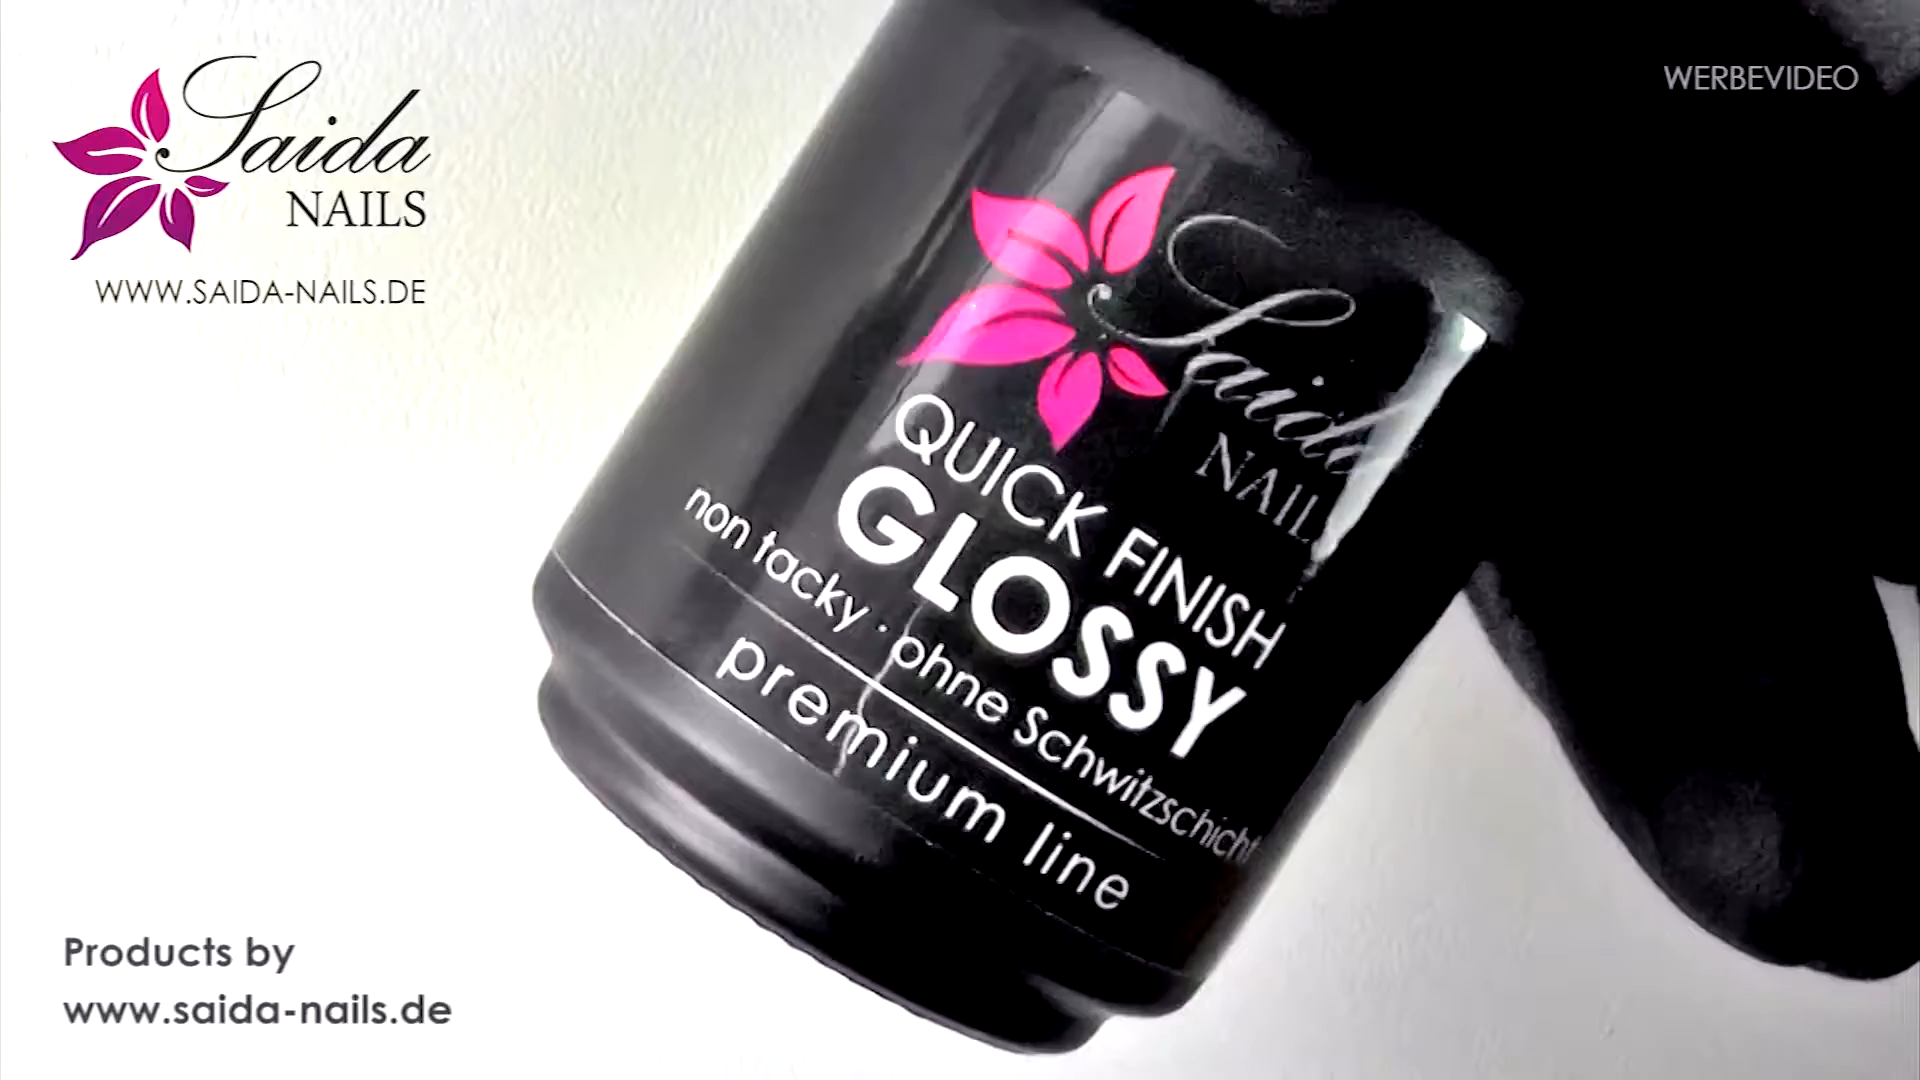 Saida
NAILS
WWW.SAIDA-NAILS.DE
WERBEVIDEO
Saida
NAIL
QUICK FINISH
GLOSSY
non tacky · ohne Schwitzschicht
premium line
Products by
www.saida-nails.de